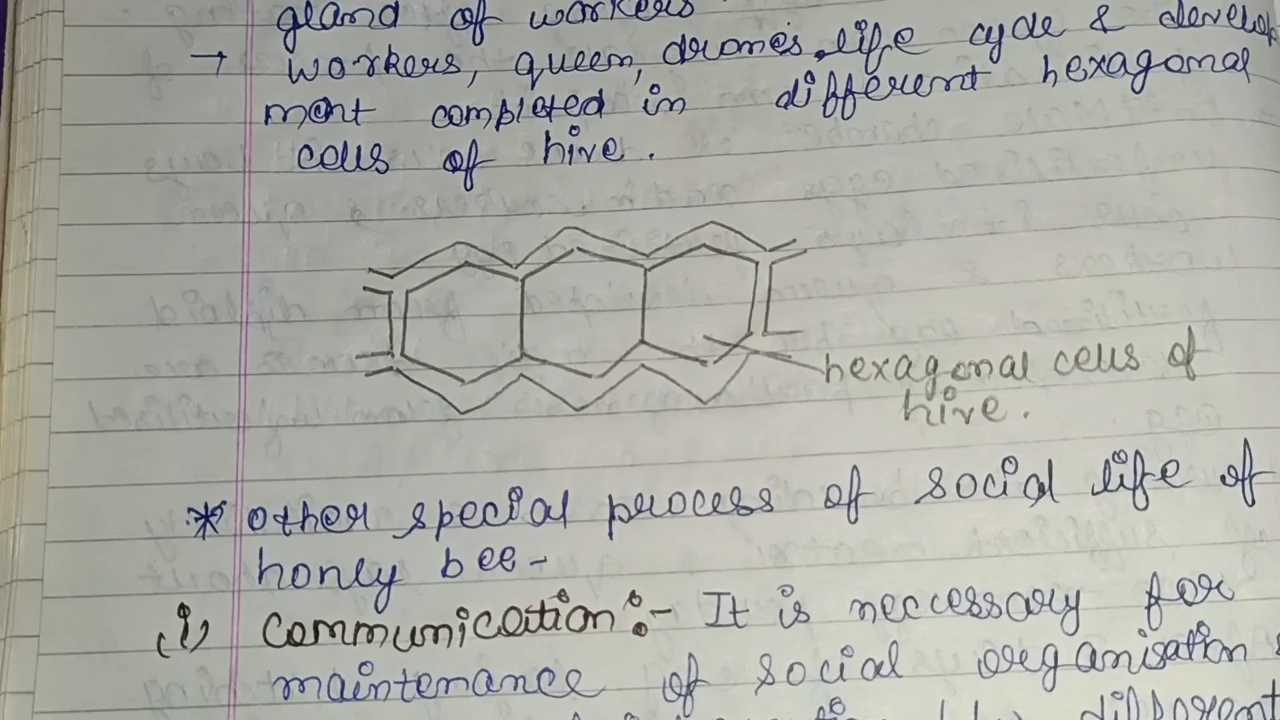 gland of workers
→ workers, queen, drones life cycle & develop
ment completed in different hexagonal
cells of hive.
hexagonal cells of
hive.
* other special process of social life of
honey bee-
(i) Communication:- It is neccessary for
maintenance of social organisation
different